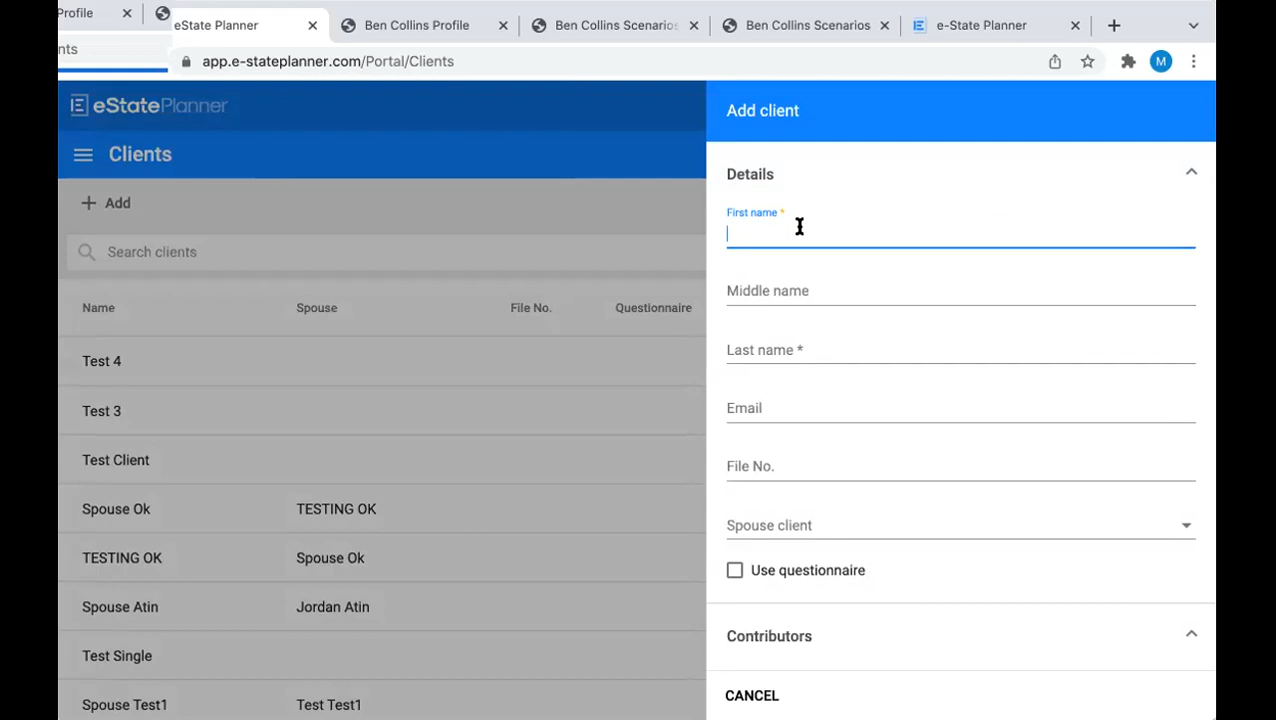 Profile
eState Planner
Ben Collins Profile
Ben Collins Scenarios
Ben Collins Scenarios
e-State Planner
nts
app.e-stateplanner.com/Portal/Clients
M
eStatePlanner
Clients
Add
Search clients
Name Spouse File No. Questionnaire
Test 4
Test 3
Test Client
Spouse Ok TESTING OK
TESTING OK Spouse Ok
Spouse Atin Jordan Atin
Test Single
Spouse Test1 Test Test1
Add client
Details
First name *
Middle name
Last name *
Email
File No.
Spouse client
Use questionnaire
Contributors
CANCEL